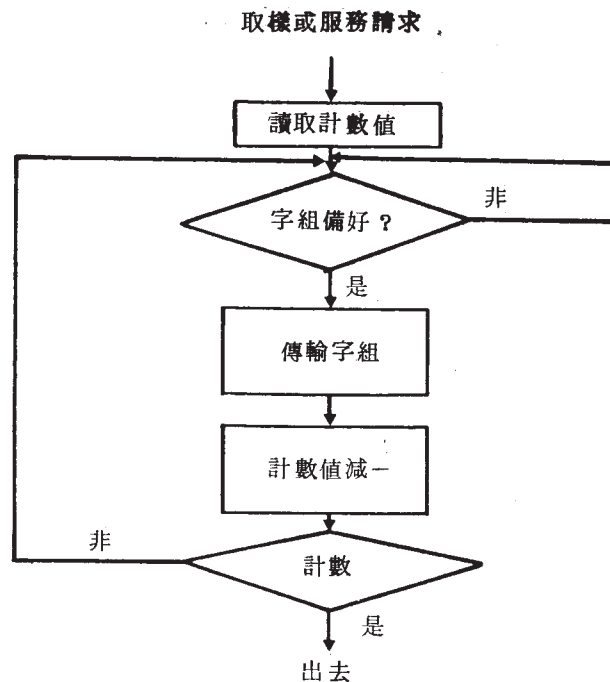 取樣或服務請求
讀取計數值
字組備好？
非
是
傳輸字組
計數值減一
非
計數
是
出去